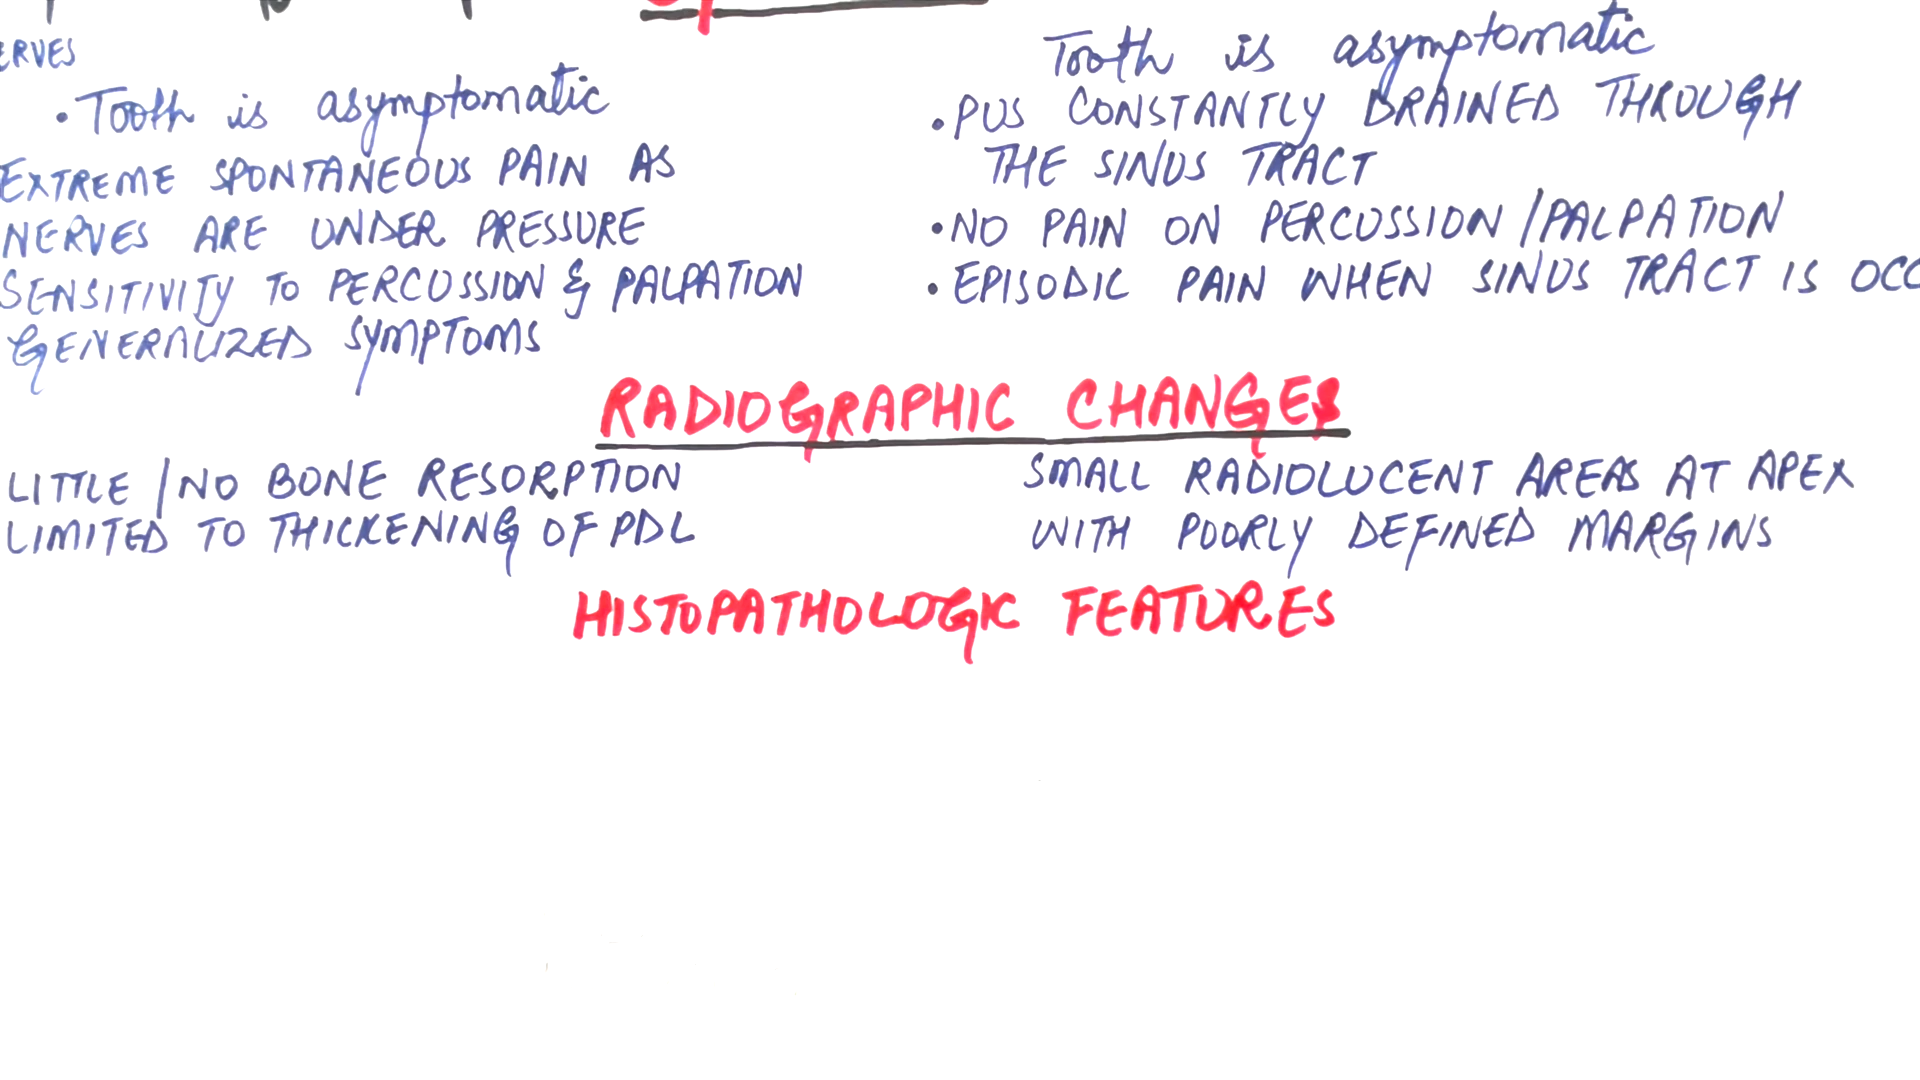 ERVES
• Tooth is asymptomatic
EXTREME SPONTANEOUS PAIN AS
NERVES ARE UNDER PRESSURE
SENSITIVITY TO PERCUSSION & PALPATION
GENERALIZED SYMPTOMS
Tooth is asymptomatic
• PUS CONSTANTLY DRAINED THROUGH
THE SINUS TRACT
• NO PAIN ON PERCUSSION / PALPATION
• EPISODIC PAIN WHEN SINUS TRACT IS OCC
RADIOGRAPHIC CHANGES
LITTLE / NO BONE RESORPTION
LIMITED TO THICKENING OF PDL
SMALL RADIOLUCENT AREAS AT APEX
WITH POORLY DEFINED MARGINS
HISTOPATHOLOGIC FEATURES